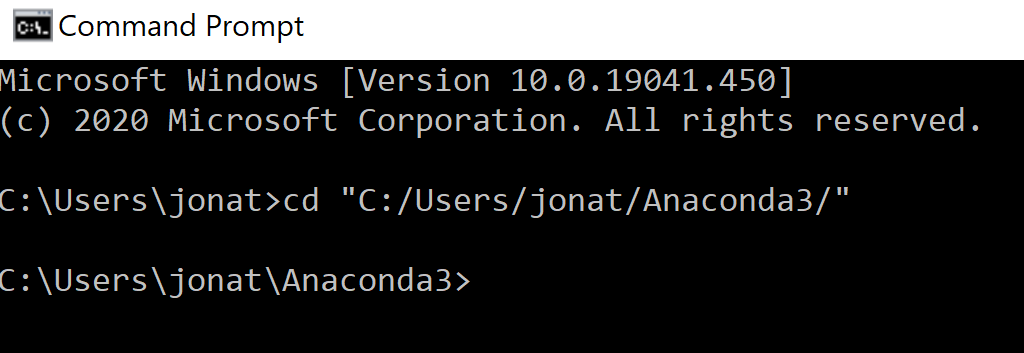 Command Prompt
Microsoft Windows [Version 10.0.19041.450]
(c) 2020 Microsoft Corporation. All rights reserved.
C:\Users\jonat>cd "C:/Users/jonat/Anaconda3/"
C:\Users\jonat\Anaconda3>